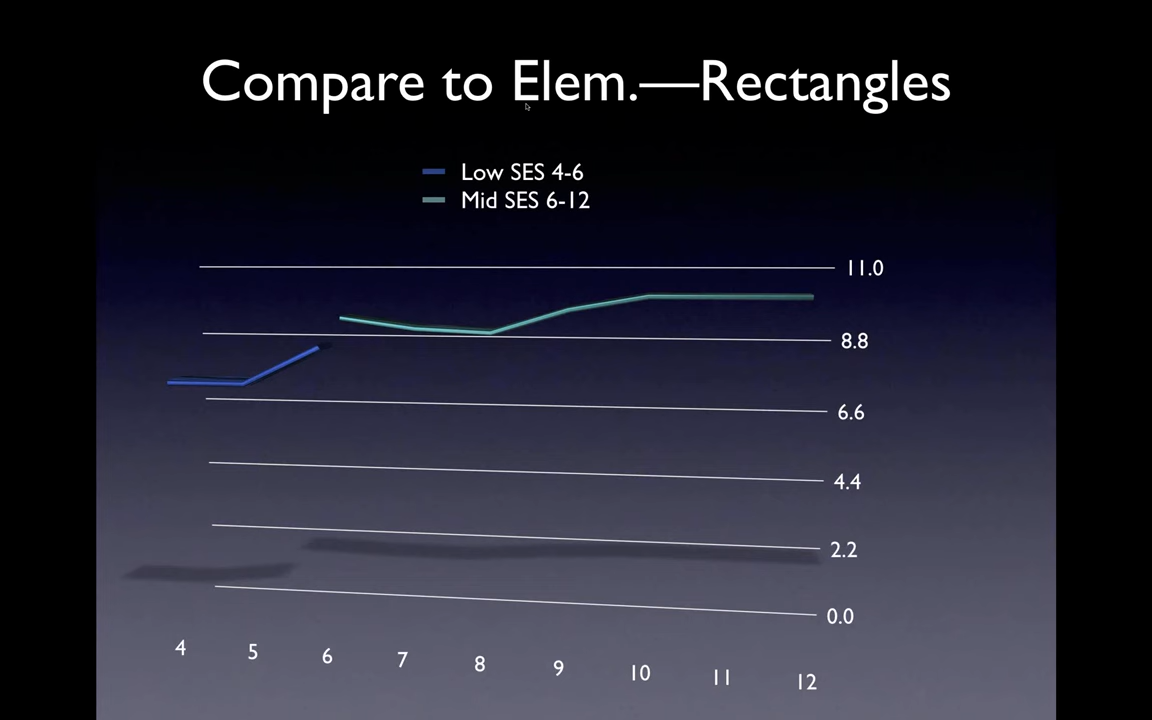 Compare to Elem.—Rectangles
Low SES 4-6
Mid SES 6-12
11.0
8.8
6.6
4.4
2.2
0.0
4 5 6 7 8 9 10 11 12